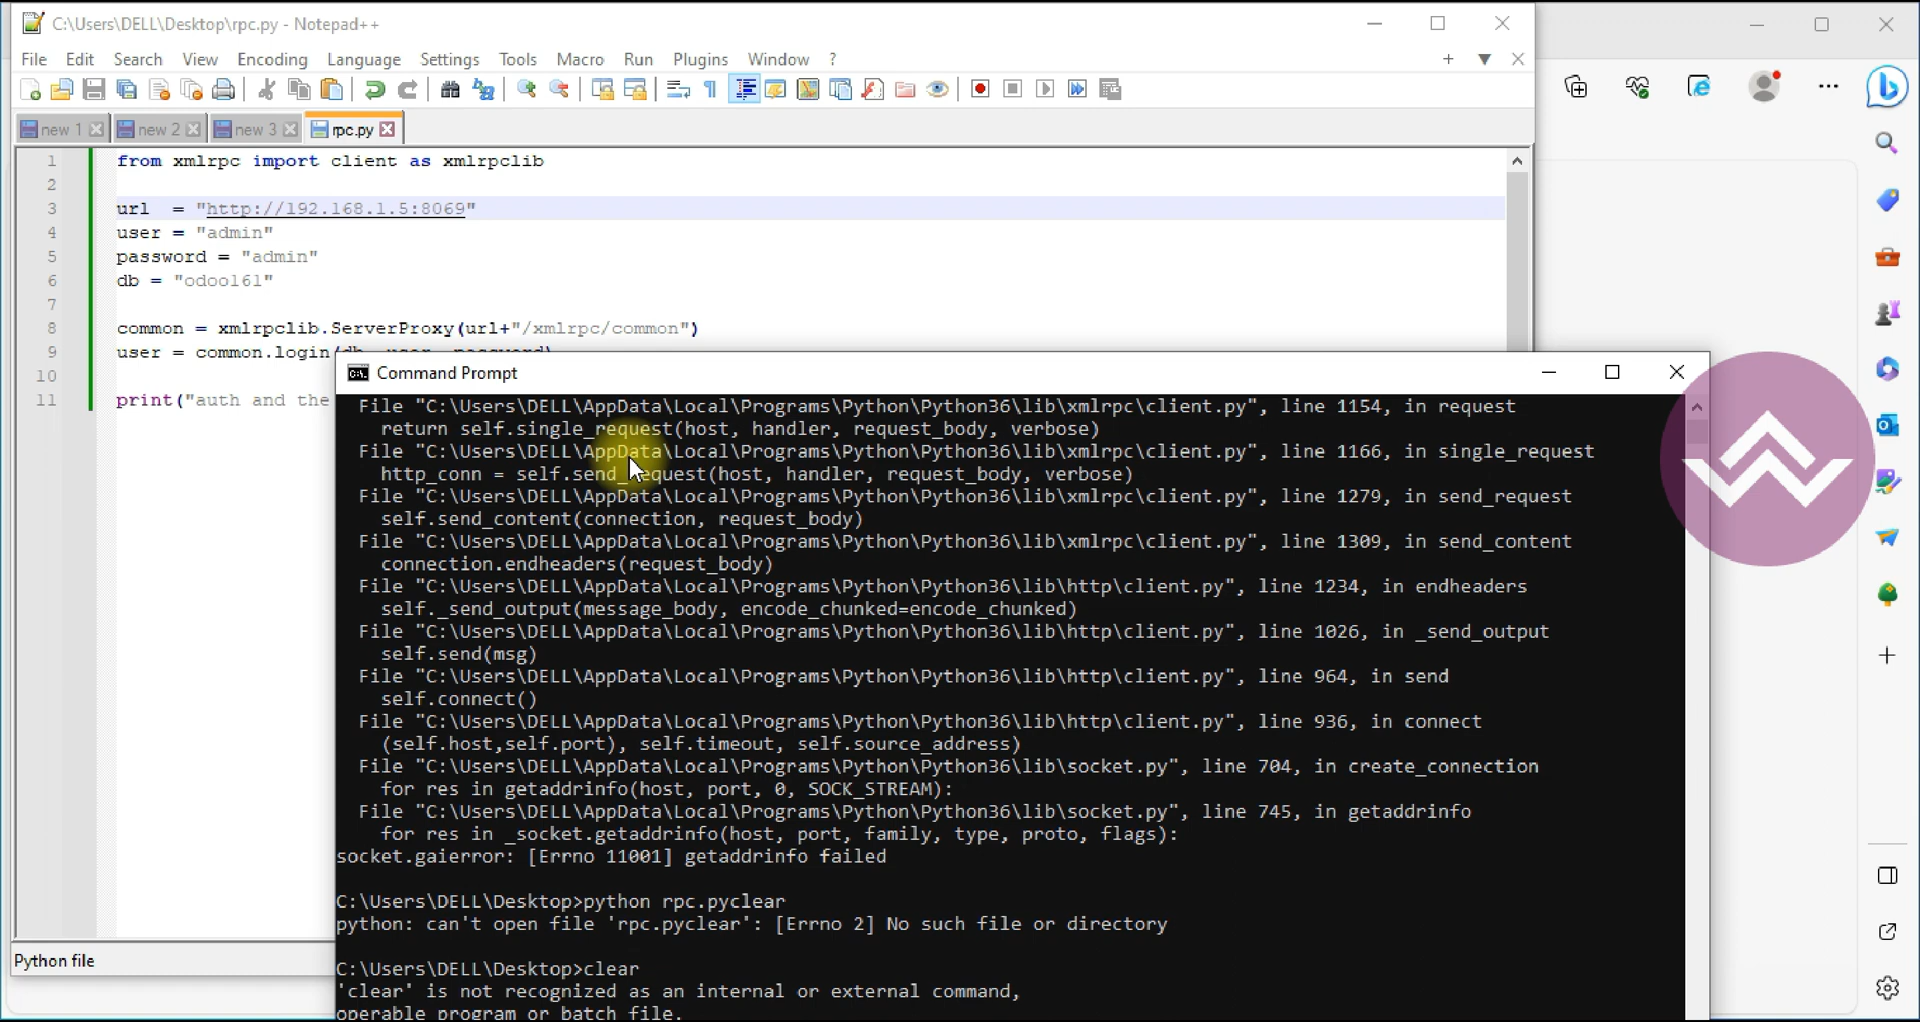 C:\Users\DELL\Desktop\rpc.py - Notepad++
File Edit Search View Encoding Language Settings Tools Macro Run Plugins Window ?
new 1 new 2 new 3 rpc.py
1 from xmlrpc import client as xmlrpclib
2
3 url = "http://192.168.1.5:8069"
4 user = "admin"
5 password = "admin"
6 db = "odoo161"
7
8 common = xmlrpclib.ServerProxy(url+"/xmlrpc/common")
9 user = common.login(db, user, password)
10
11 print("auth and the
Command Prompt
File "C:\Users\DELL\AppData\Local\Programs\Python\Python36\lib\xmlrpc\client.py", line 1154, in request
return self.single_request(host, handler, request_body, verbose)
File "C:\Users\DELL\AppData\Local\Programs\Python\Python36\lib\xmlrpc\client.py", line 1166, in single_request
http_conn = self.send_request(host, handler, request_body, verbose)
File "C:\Users\DELL\AppData\Local\Programs\Python\Python36\lib\xmlrpc\client.py", line 1279, in send_request
self.send_content(connection, request_body)
File "C:\Users\DELL\AppData\Local\Programs\Python\Python36\lib\xmlrpc\client.py", line 1309, in send_content
connection.endheaders(request_body)
File "C:\Users\DELL\AppData\Local\Programs\Python\Python36\lib\http\client.py", line 1234, in endheaders
self._send_output(message_body, encode_chunked=encode_chunked)
File "C:\Users\DELL\AppData\Local\Programs\Python\Python36\lib\http\client.py", line 1026, in _send_output
self.send(msg)
File "C:\Users\DELL\AppData\Local\Programs\Python\Python36\lib\http\client.py", line 964, in send
self.connect()
File "C:\Users\DELL\AppData\Local\Programs\Python\Python36\lib\http\client.py", line 936, in connect
(self.host,self.port), self.timeout, self.source_address)
File "C:\Users\DELL\AppData\Local\Programs\Python\Python36\lib\socket.py", line 704, in create_connection
for res in getaddrinfo(host, port, 0, SOCK_STREAM):
File "C:\Users\DELL\AppData\Local\Programs\Python\Python36\lib\socket.py", line 745, in getaddrinfo
for res in _socket.getaddrinfo(host, port, family, type, proto, flags):
socket.gaierror: [Errno 11001] getaddrinfo failed
C:\Users\DELL\Desktop>python rpc.pyclear
python: can't open file 'rpc.pyclear': [Errno 2] No such file or directory
C:\Users\DELL\Desktop>clear
'clear' is not recognized as an internal or external command,
operable program or batch file.
Python file